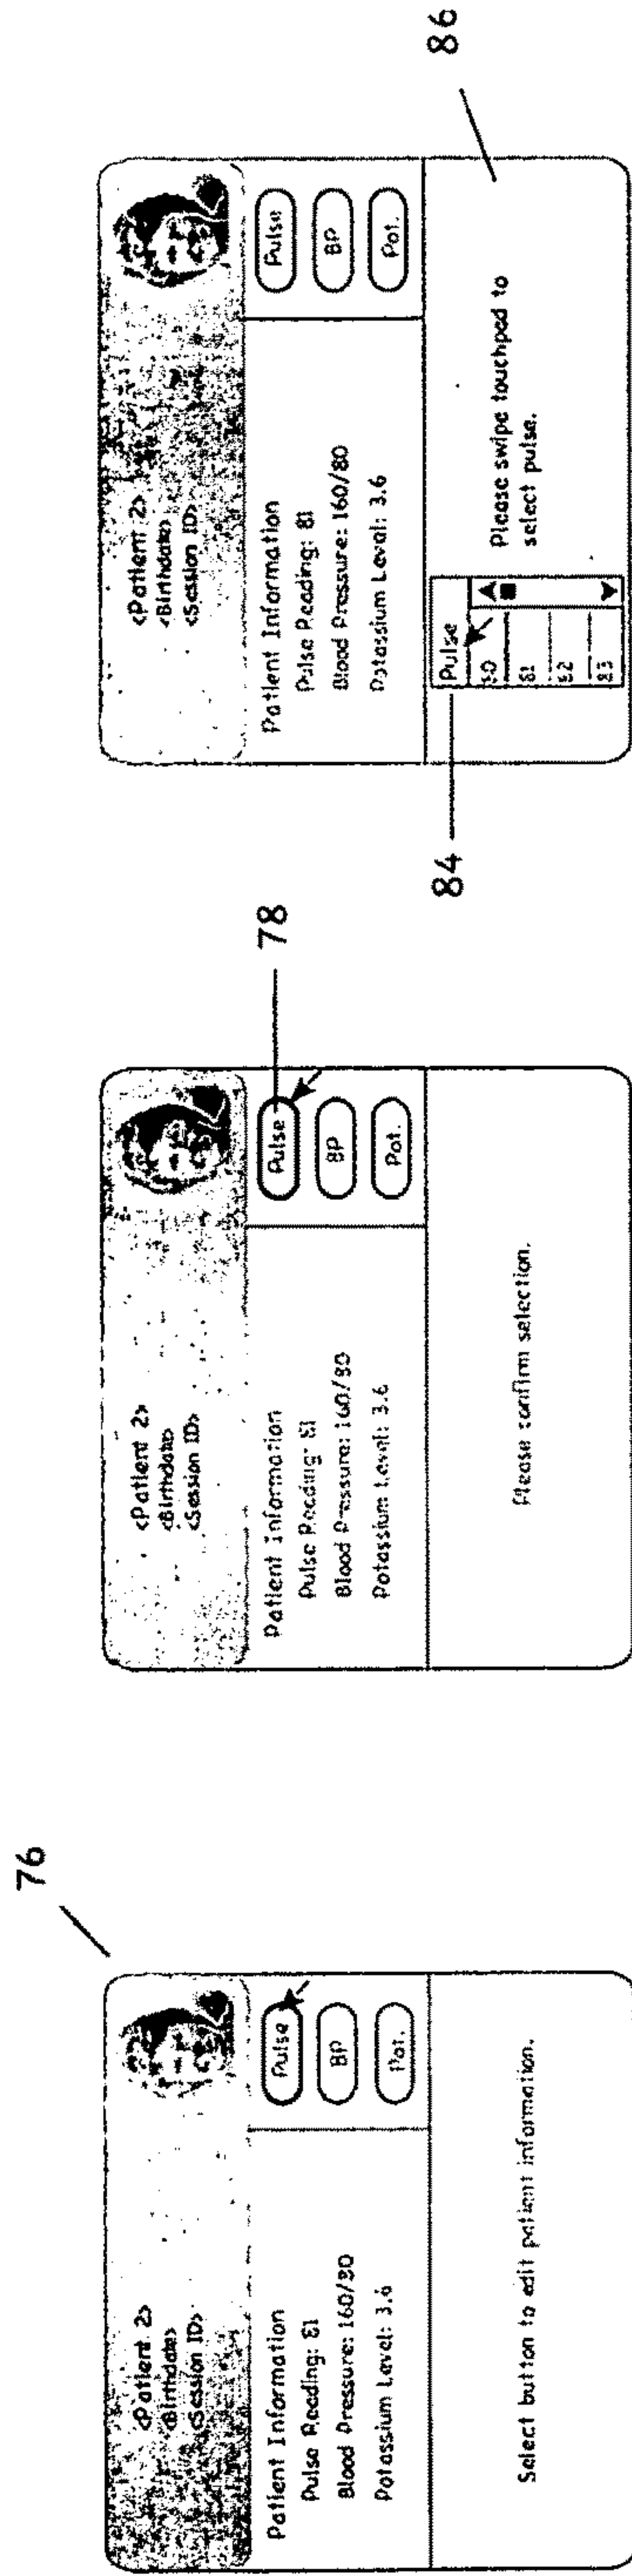 76
<Patient 2>
<Birthdate>
<Session ID>
Patient Information
Pulse Reading: 81
Blood Pressure: 160/80
Potassium Level: 3.6
Pulse
BP
Pot.
Select button to edit patient information.
78
<Patient 2>
<Birthdate>
<Session ID>
Patient Information
Pulse Reading: 81
Blood Pressure: 160/80
Potassium Level: 3.6
Pulse
BP
Pot.
Please confirm selection.
<Patient 2>
<Birthdate>
<Session ID>
Patient Information
Pulse Reading: 81
Blood Pressure: 160/80
Potassium Level: 3.6
Pulse
BP
Pot.
84
Pulse
80
81
82
83
Please swipe touchpad to
select pulse.
86